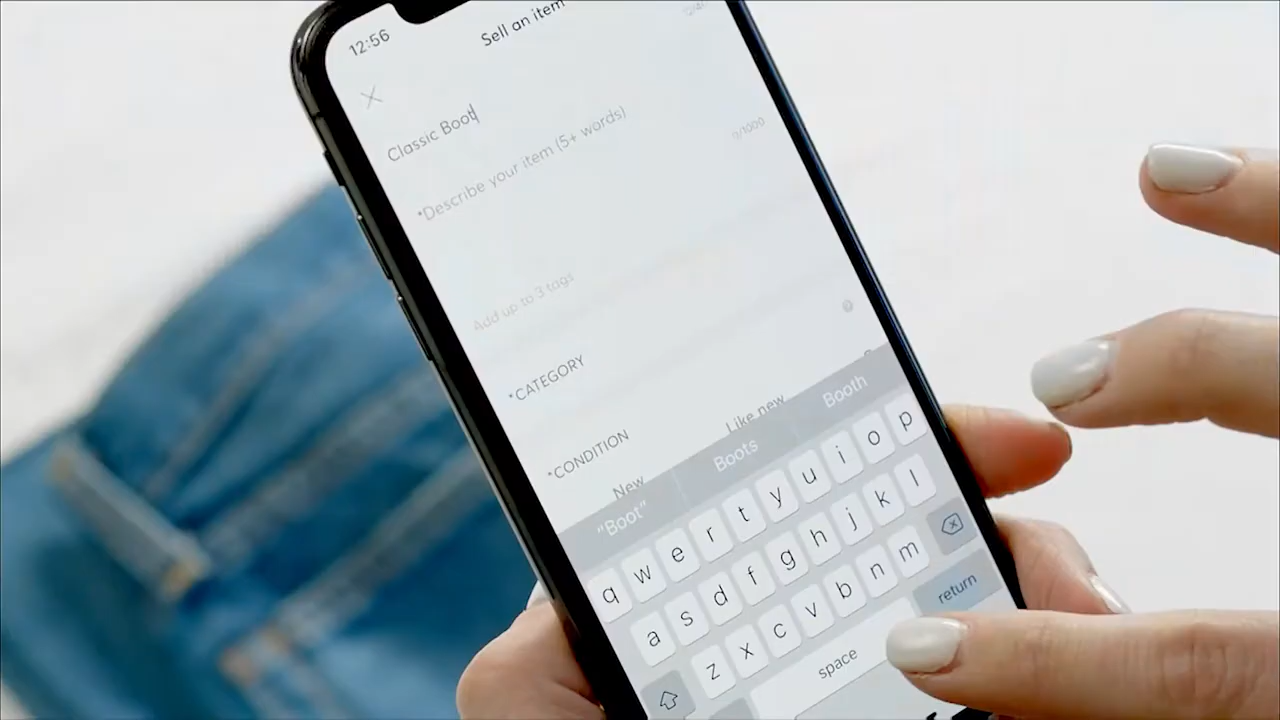 12:56
Sell an item
Classic Boot
*Describe your item (5+ words)
0/1000
Add up to 3 tags
*CATEGORY
*CONDITION
New
Like new
"Boot"
Boots
Booth
q w e r t y u i o p
a s d f g h j k l
z x c v b n m
space
return